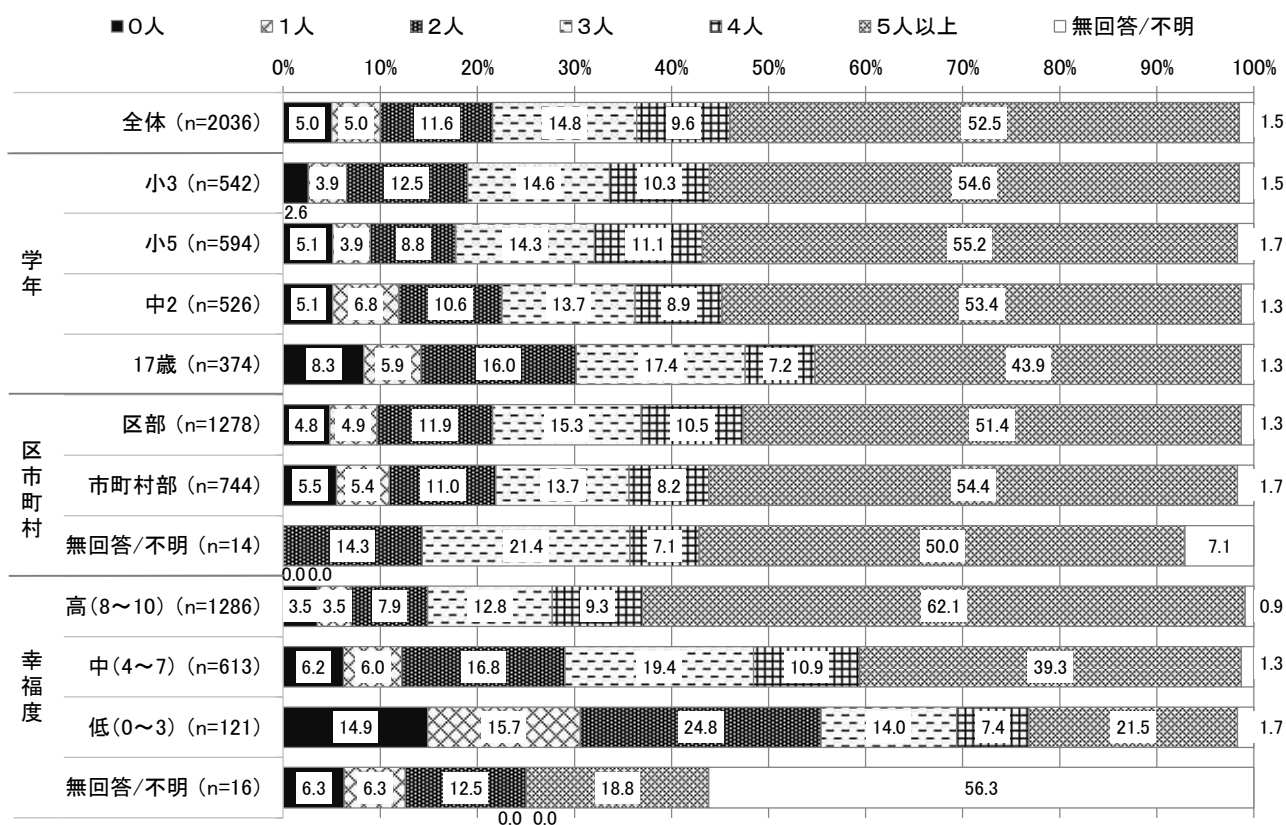 ■0人 1人 2人 3人 4人 5人以上 □無回答/不明
0% 10% 20% 30% 40% 50% 60% 70% 80% 90% 100%
全体 (n=2036) 5.0 5.0 11.6 14.8 9.6 52.5 1.5
学年
小3 (n=542) 3.9 12.5 14.6 10.3 54.6 1.5
2.6
小5 (n=594) 5.1 3.9 8.8 14.3 11.1 55.2 1.7
中2 (n=526) 5.1 6.8 10.6 13.7 8.9 53.4 1.3
17歳 (n=374) 8.3 5.9 16.0 17.4 7.2 43.9 1.3
区市町村
区部 (n=1278) 4.8 4.9 11.9 15.3 10.5 51.4 1.3
市町村部 (n=744) 5.5 5.4 11.0 13.7 8.2 54.4 1.7
無回答/不明 (n=14) 14.3 21.4 7.1 50.0 7.1
0.0 0.0
幸福度
高(8～10) (n=1286) 3.5 3.5 7.9 12.8 9.3 62.1 0.9
中(4～7) (n=613) 6.2 6.0 16.8 19.4 10.9 39.3 1.3
低(0～3) (n=121) 14.9 15.7 24.8 14.0 7.4 21.5 1.7
無回答/不明 (n=16) 6.3 6.3 12.5 18.8 56.3
0.0 0.0